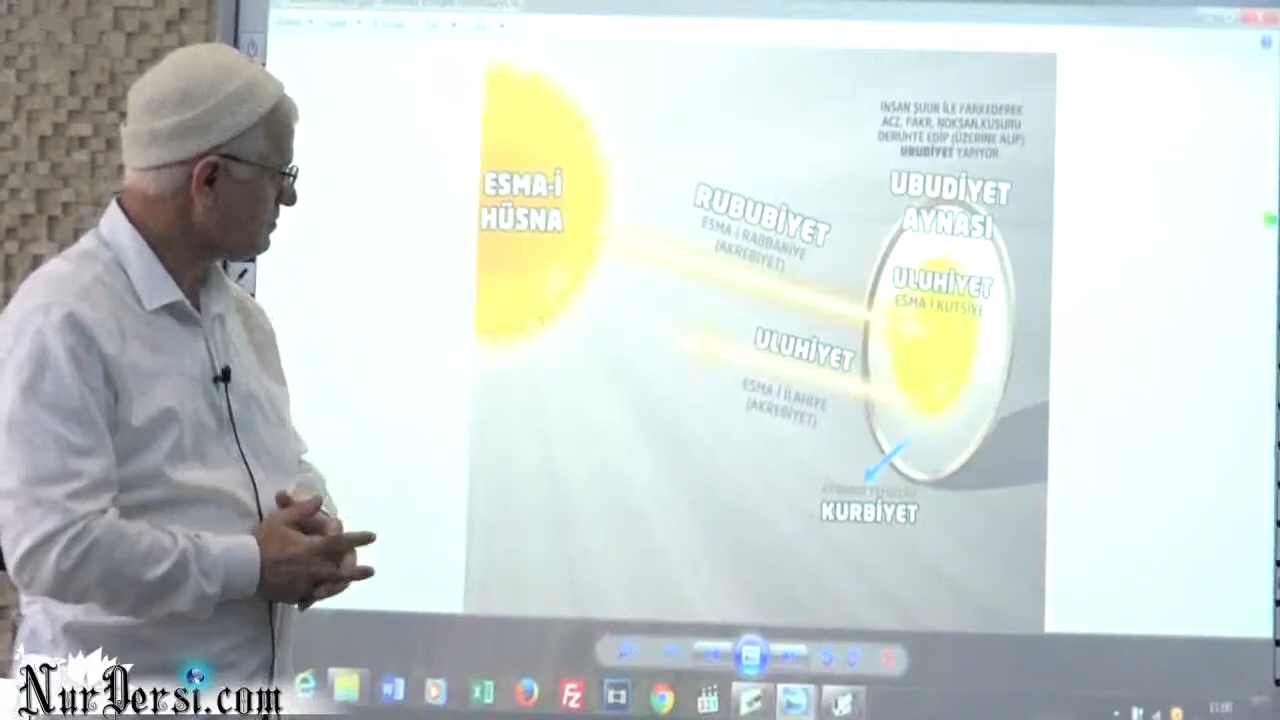 İNSAN ŞUUR İLE FARKEDEREK
ACZ, FAKR, NOKSAN,KUSURU
DERUHTE EDİP (ÜZERİNE ALIP)
UBUDİYET YAPIYOR.
UBUDİYET
AYNASI
ESMA-İ
HÜSNA
RUBUBİYET
ESMA-İ RABBANİYE
(AKREBİYET)
ULUHİYET
ESMA-İ KUTSİYE
ULUHİYET
ESMA-İ İLAHİYE
(AKREBİYET)
KURBİYET
NurDersi.com